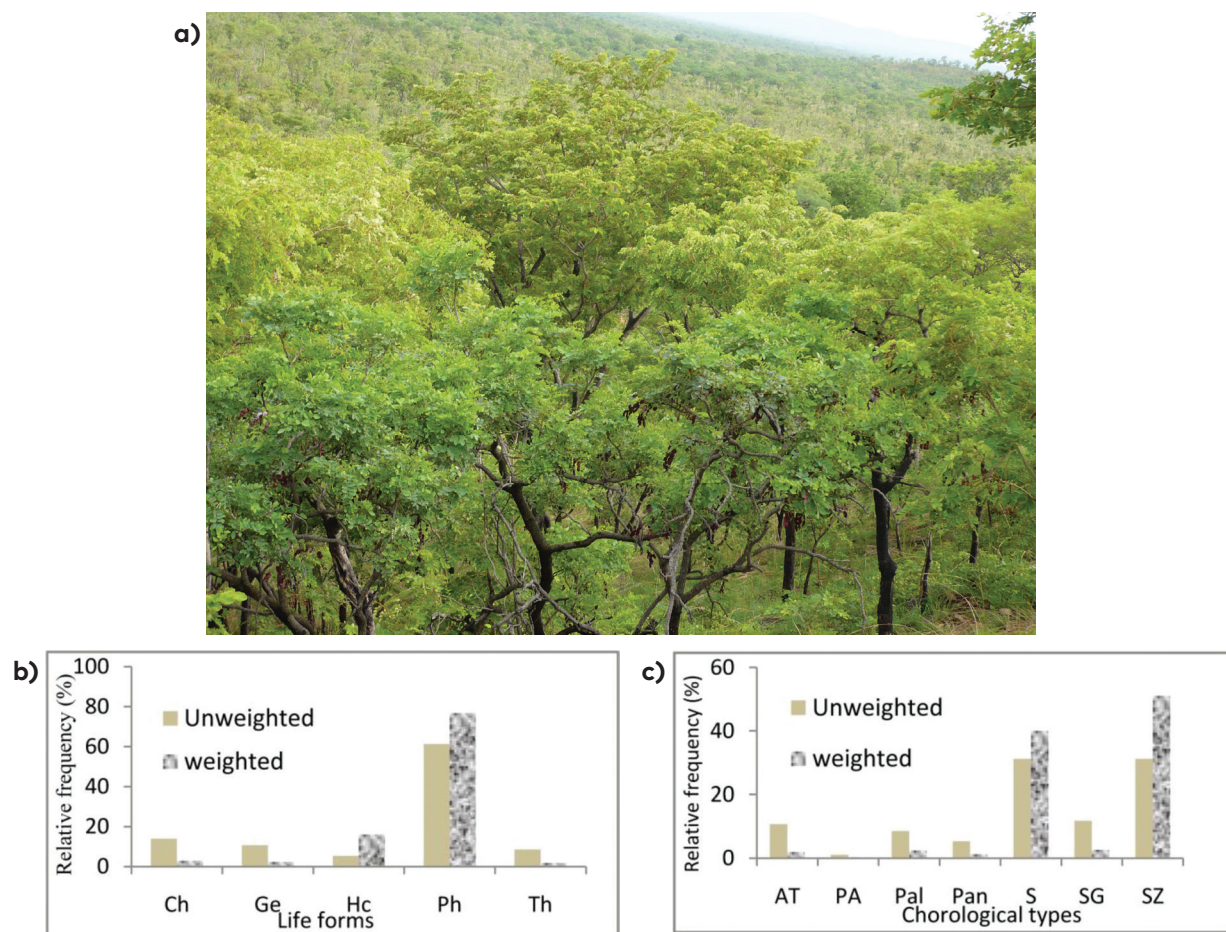 a)
b)
Relative frequency (%)
100
80
60
40
20
0
Unweighted
weighted
Ch Ge Hc Ph Th
Life forms
c)
Relative frequency (%)
60
40
20
0
Unweighted
weighted
AT PA Pal Pan S SG SZ
Chorological types